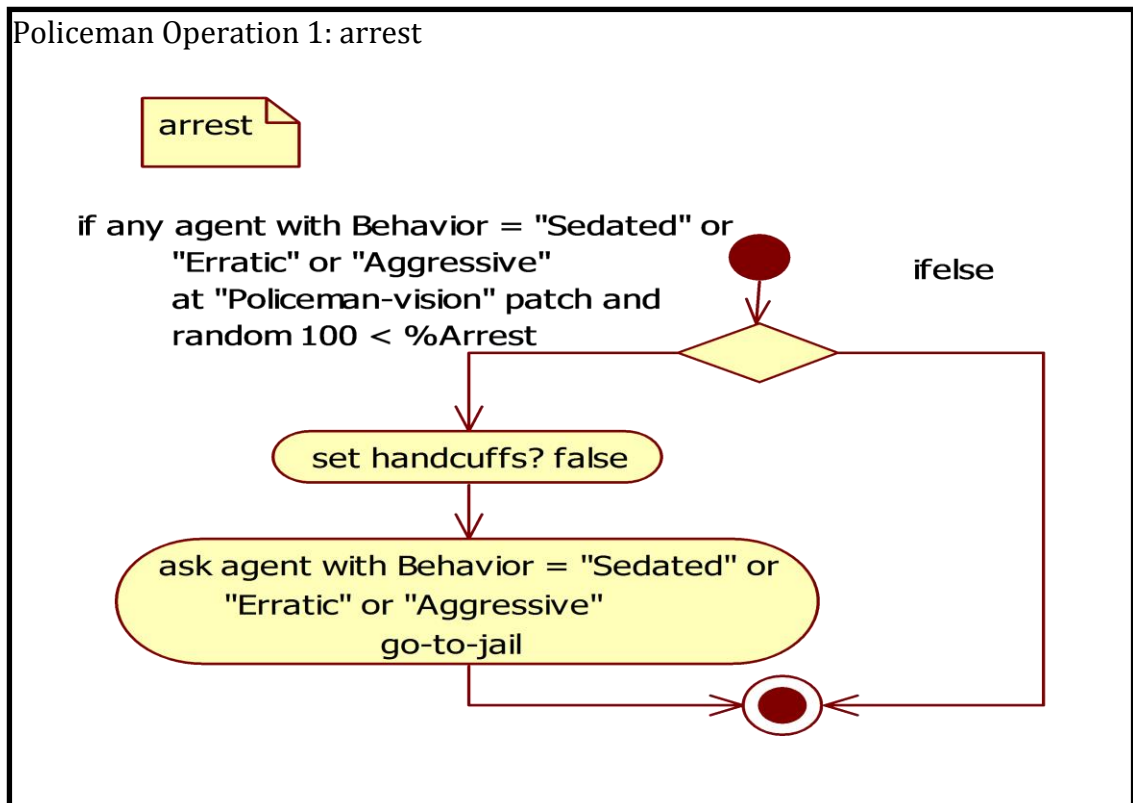 Policeman Operation 1: arrest
arrest
if any agent with Behavior = "Sedated" or
"Erratic" or "Aggressive"
at "Policeman-vision" patch and
random 100 < %Arrest
ifelse
set handcuffs? false
ask agent with Behavior = "Sedated" or
"Erratic" or "Aggressive"
go-to-jail